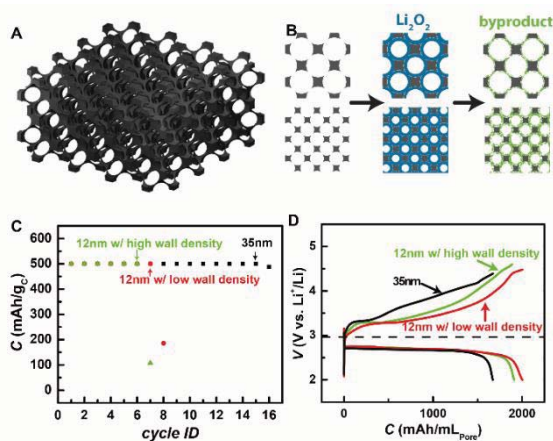 A
B
Li2O2
byproduct
C
600
500
400
300
200
100
0
C (mAh/gC)
12nm w/ high wall density
35nm
12nm w/ low wall density
0 2 4 6 8 10 12 14 16
cycle ID
D
5
4
3
2
1
V (V vs. Li+/Li)
12nm w/ high wall density
35nm
12nm w/ low wall density
0 1000 2000
C (mAh/mLPore)